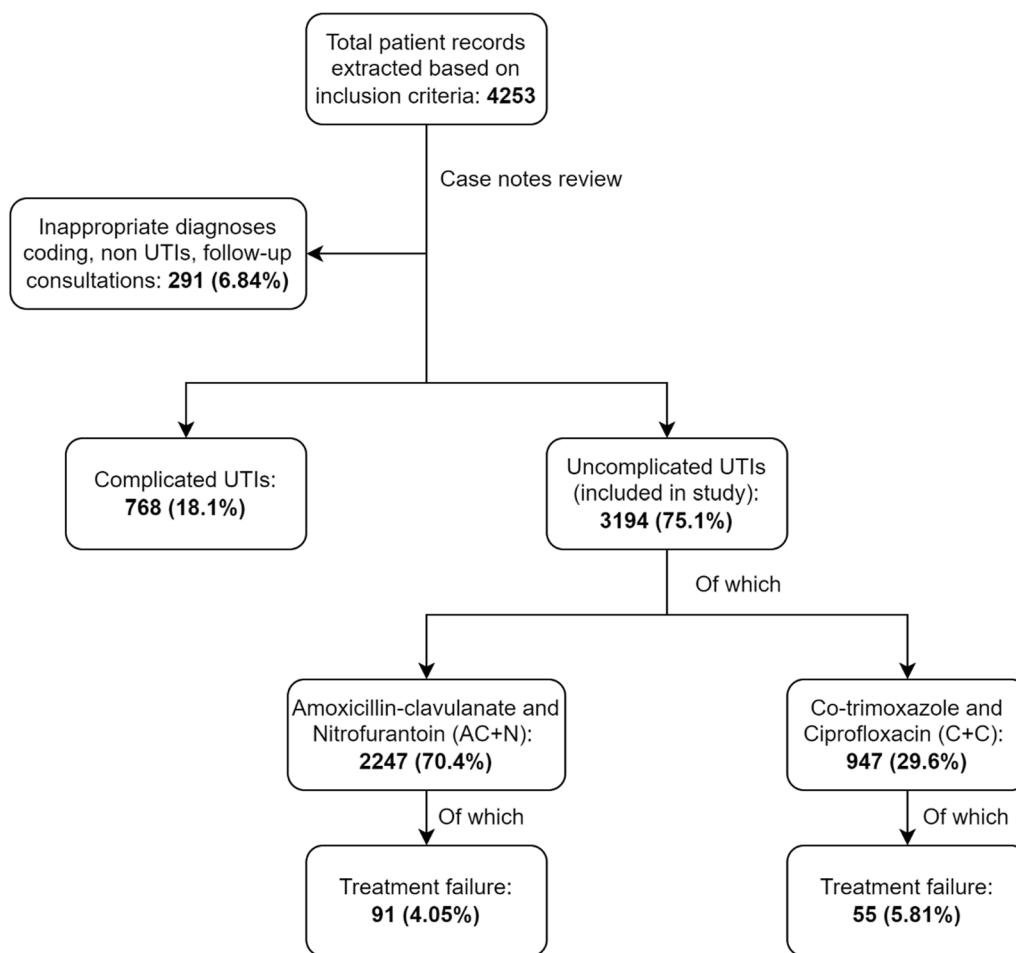 Total patient records
extracted based on
inclusion criteria: 4253
Case notes review
Inappropriate diagnoses
coding, non UTIs, follow-up
consultations: 291 (6.84%)
Complicated UTIs:
768 (18.1%)
Uncomplicated UTIs
(included in study):
3194 (75.1%)
Of which
Amoxicillin-clavulanate and
Nitrofurantoin (AC+N):
2247 (70.4%)
Co-trimoxazole and
Ciprofloxacin (C+C):
947 (29.6%)
Of which
Of which
Treatment failure:
91 (4.05%)
Treatment failure:
55 (5.81%)